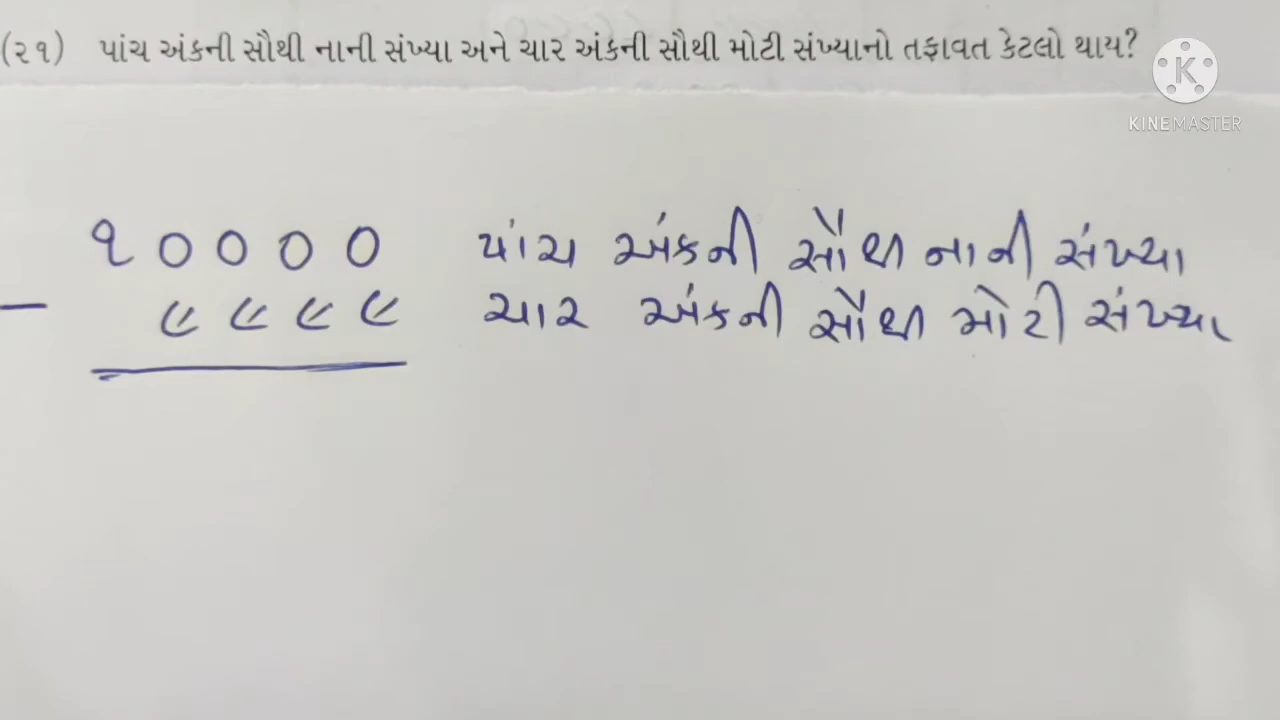 (૨૧) પાંચ અંકની સૌથી નાની સંખ્યા અને ચાર અંકની સૌથી મોટી સંખ્યાનો તફાવત કેટલો થાય?
K
KINEMASTER
૧૦૦૦૦ પાંચ અંકની સૌથી નાની સંખ્યા
– ૯૯૯૯ ચાર અંકની સૌથી મોટી સંખ્યા